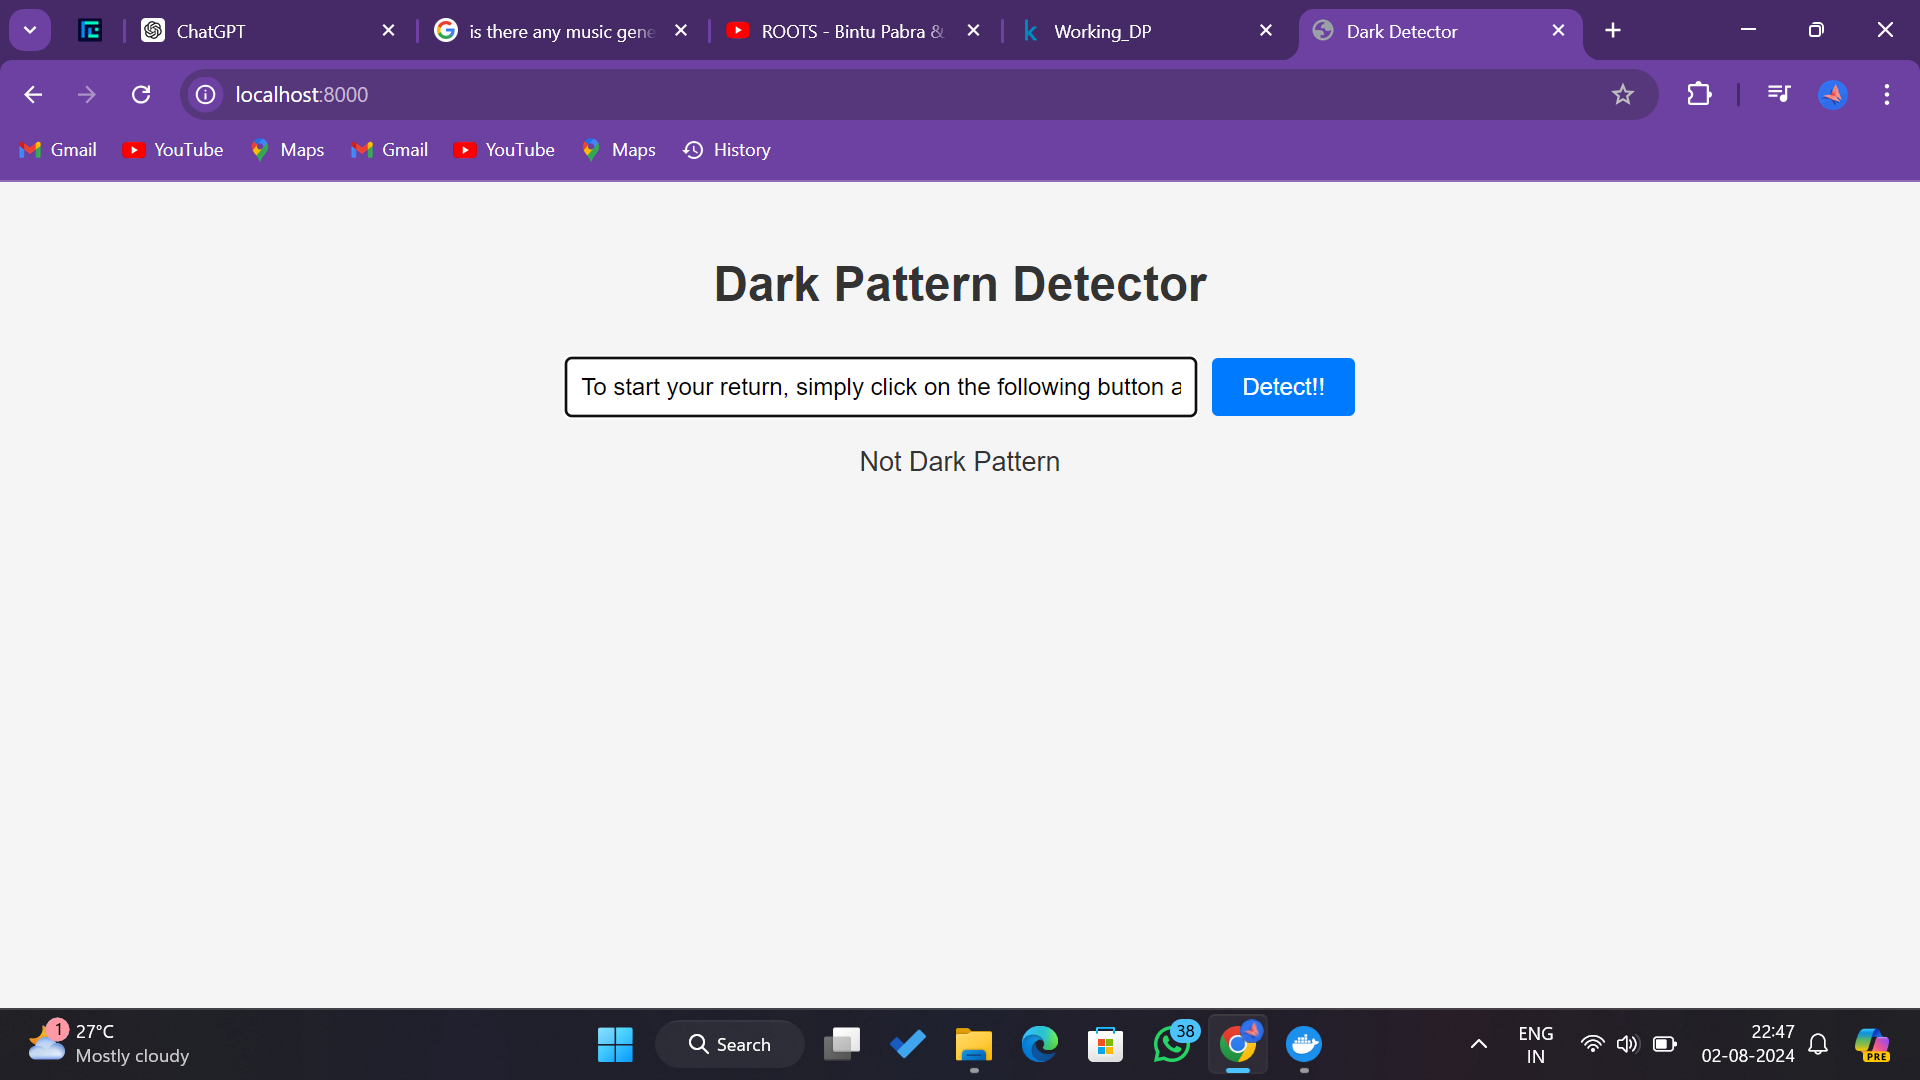 ChatGPT
is there any music gene
ROOTS - Bintu Pabra &
Working_DP
Dark Detector
localhost:8000
Gmail
YouTube
Maps
Gmail
YouTube
Maps
History
Dark Pattern Detector
To start your return, simply click on the following button a
Detect!!
Not Dark Pattern
1
27°C
Mostly cloudy
Search
38
ENG
IN
22:47
02-08-2024
PRE